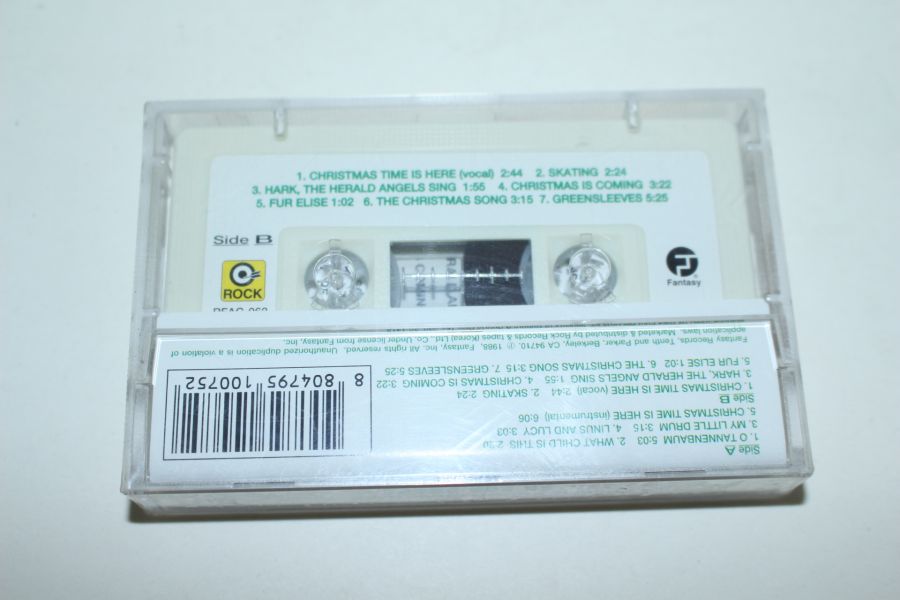 1. CHRISTMAS TIME IS HERE (vocal) 2:44 2. SKATING 2:24
3. HARK, THE HERALD ANGELS SING 1:55 4. CHRISTMAS IS COMING 3:22
5. FUR ELISE 1:02 6. THE CHRISTMAS SONG 3:15 7. GREENSLEEVES 5:25
Side B
ROCK
Fantasy
Side A
1. O TANNENBAUM 5:03 2. WHAT CHILD IS THIS 2:30
3. MY LITTLE DRUM 3:15 4. LINUS AND LUCY 3:03
5. CHRISTMAS TIME IS HERE (instrumental) 6:06
Side B
1. CHRISTMAS TIME IS HERE (vocal) 2:44 2. SKATING 2:24
3. HARK, THE HERALD ANGELS SING 1:55 4. CHRISTMAS IS COMING 3:22
5. FUR ELISE 1:02 6. THE CHRISTMAS SONG 3:15 7. GREENSLEEVES 5:25
Fantasy Records, Tenth and Parker, Berkeley, CA 94710 ℗ 1988, Fantasy, Inc. All rights reserved. Unauthorized duplication is a violation of
application laws. Marketed & Distributed by Rock Records & tapes (Korea) Co., Ltd., Under license from Fantasy, Inc.
8 804795 100752